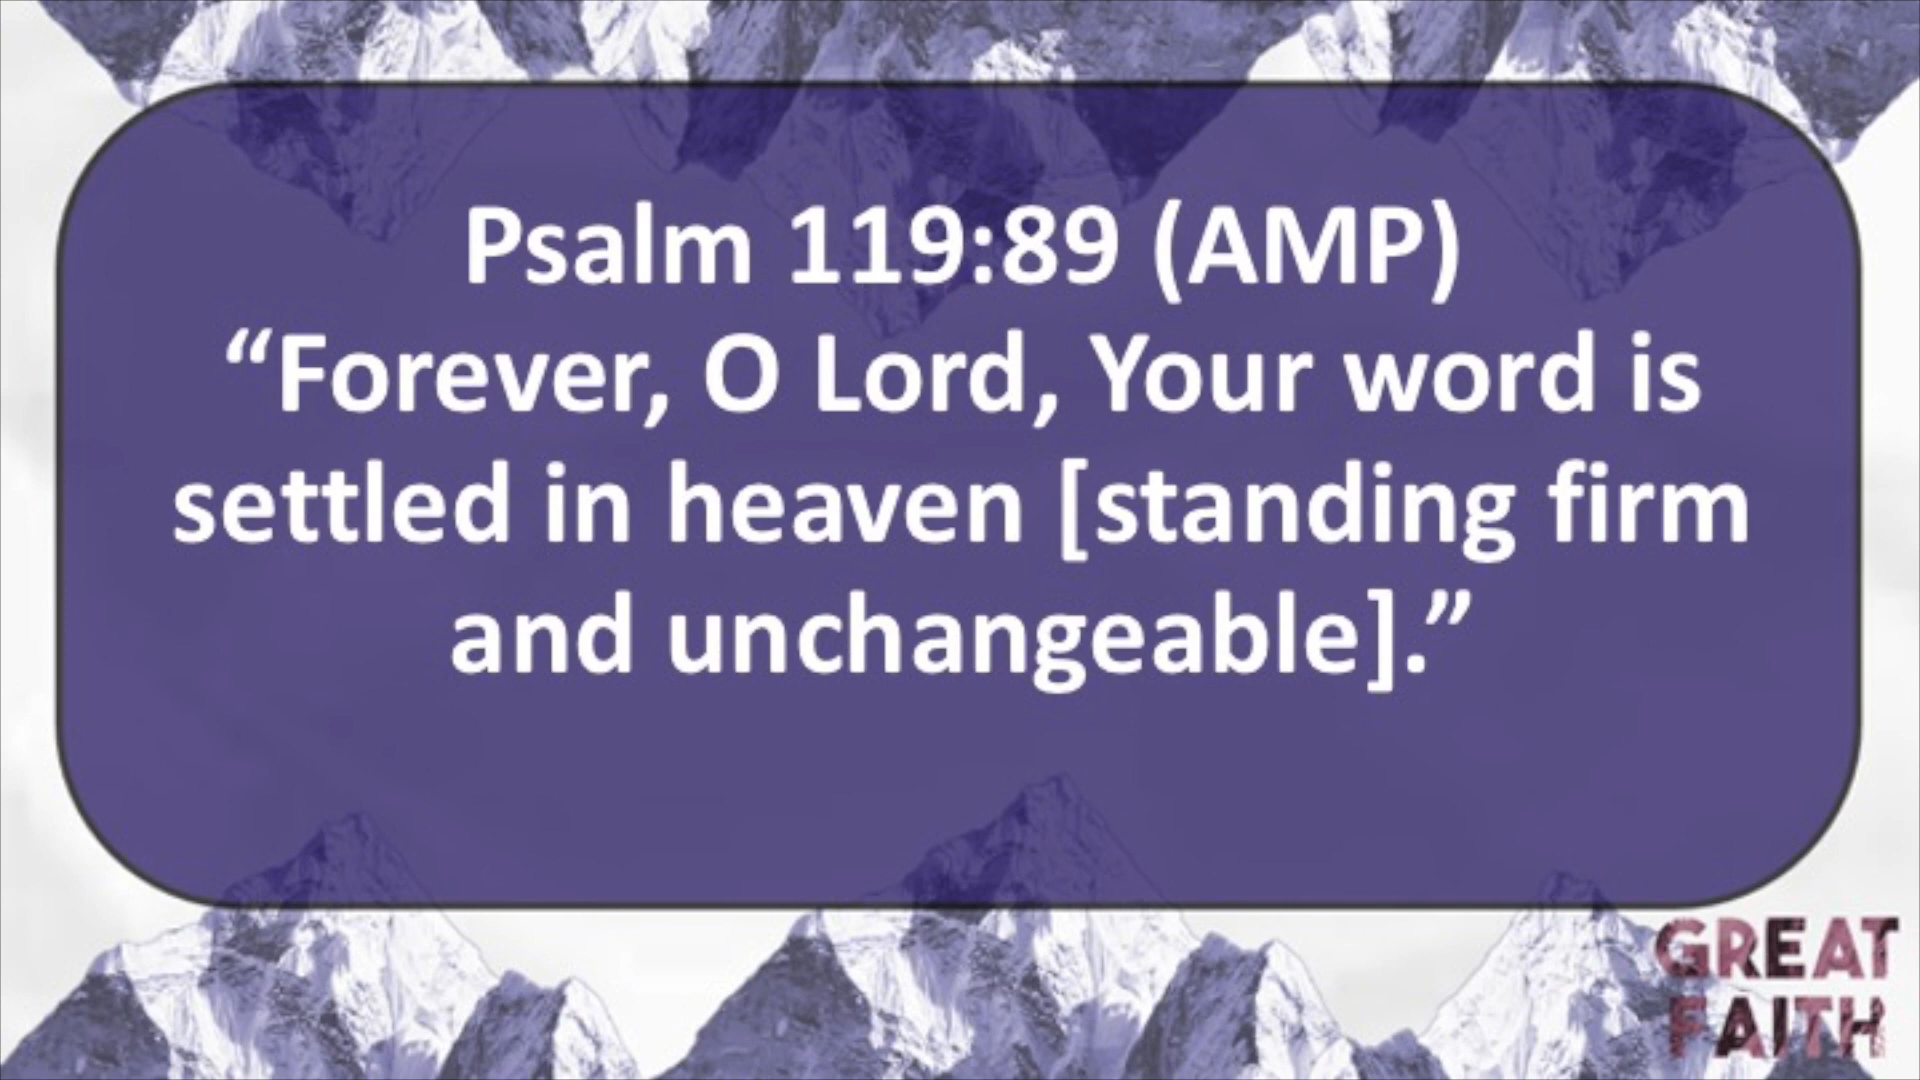 Psalm 119:89 (AMP)
“Forever, O Lord, Your word is
settled in heaven [standing firm
and unchangeable].”
GREAT
FAITH